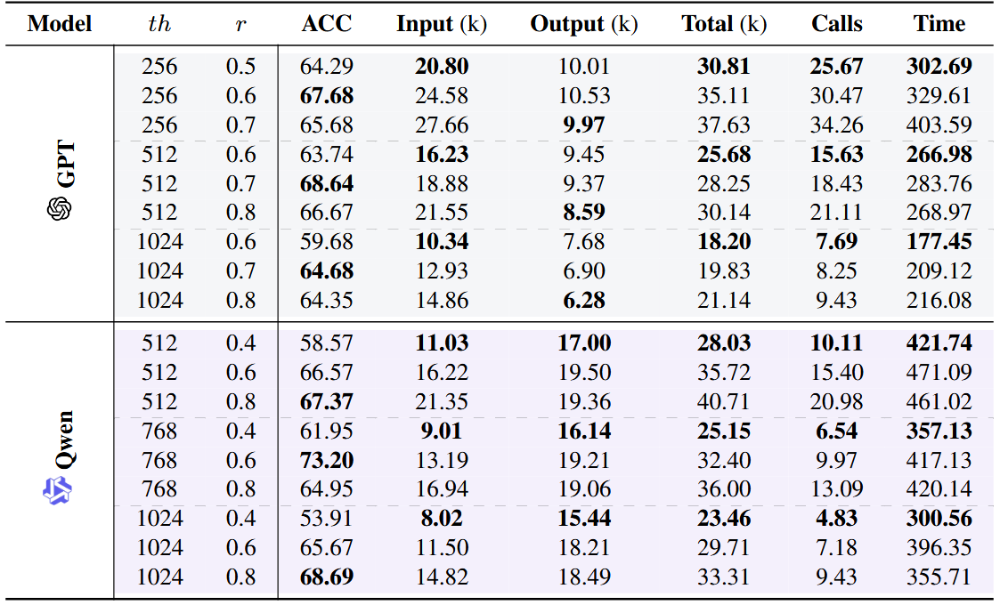 Model th r ACC Input (k) Output (k) Total (k) Calls Time
GPT
256 0.5 64.29 20.80 10.01 30.81 25.67 302.69
256 0.6 67.68 24.58 10.53 35.11 30.47 329.61
256 0.7 65.68 27.66 9.97 37.63 34.26 403.59
512 0.6 63.74 16.23 9.45 25.68 15.63 266.98
512 0.7 68.64 18.88 9.37 28.25 18.43 283.76
512 0.8 66.67 21.55 8.59 30.14 21.11 268.97
1024 0.6 59.68 10.34 7.68 18.20 7.69 177.45
1024 0.7 64.68 12.93 6.90 19.83 8.25 209.12
1024 0.8 64.35 14.86 6.28 21.14 9.43 216.08
Qwen
512 0.4 58.57 11.03 17.00 28.03 10.11 421.74
512 0.6 66.57 16.22 19.50 35.72 15.40 471.09
512 0.8 67.37 21.35 19.36 40.71 20.98 461.02
768 0.4 61.95 9.01 16.14 25.15 6.54 357.13
768 0.6 73.20 13.19 19.21 32.40 9.97 417.13
768 0.8 64.95 16.94 19.06 36.00 13.09 420.14
1024 0.4 53.91 8.02 15.44 23.46 4.83 300.56
1024 0.6 65.67 11.50 18.21 29.71 7.18 396.35
1024 0.8 68.69 14.82 18.49 33.31 9.43 355.71